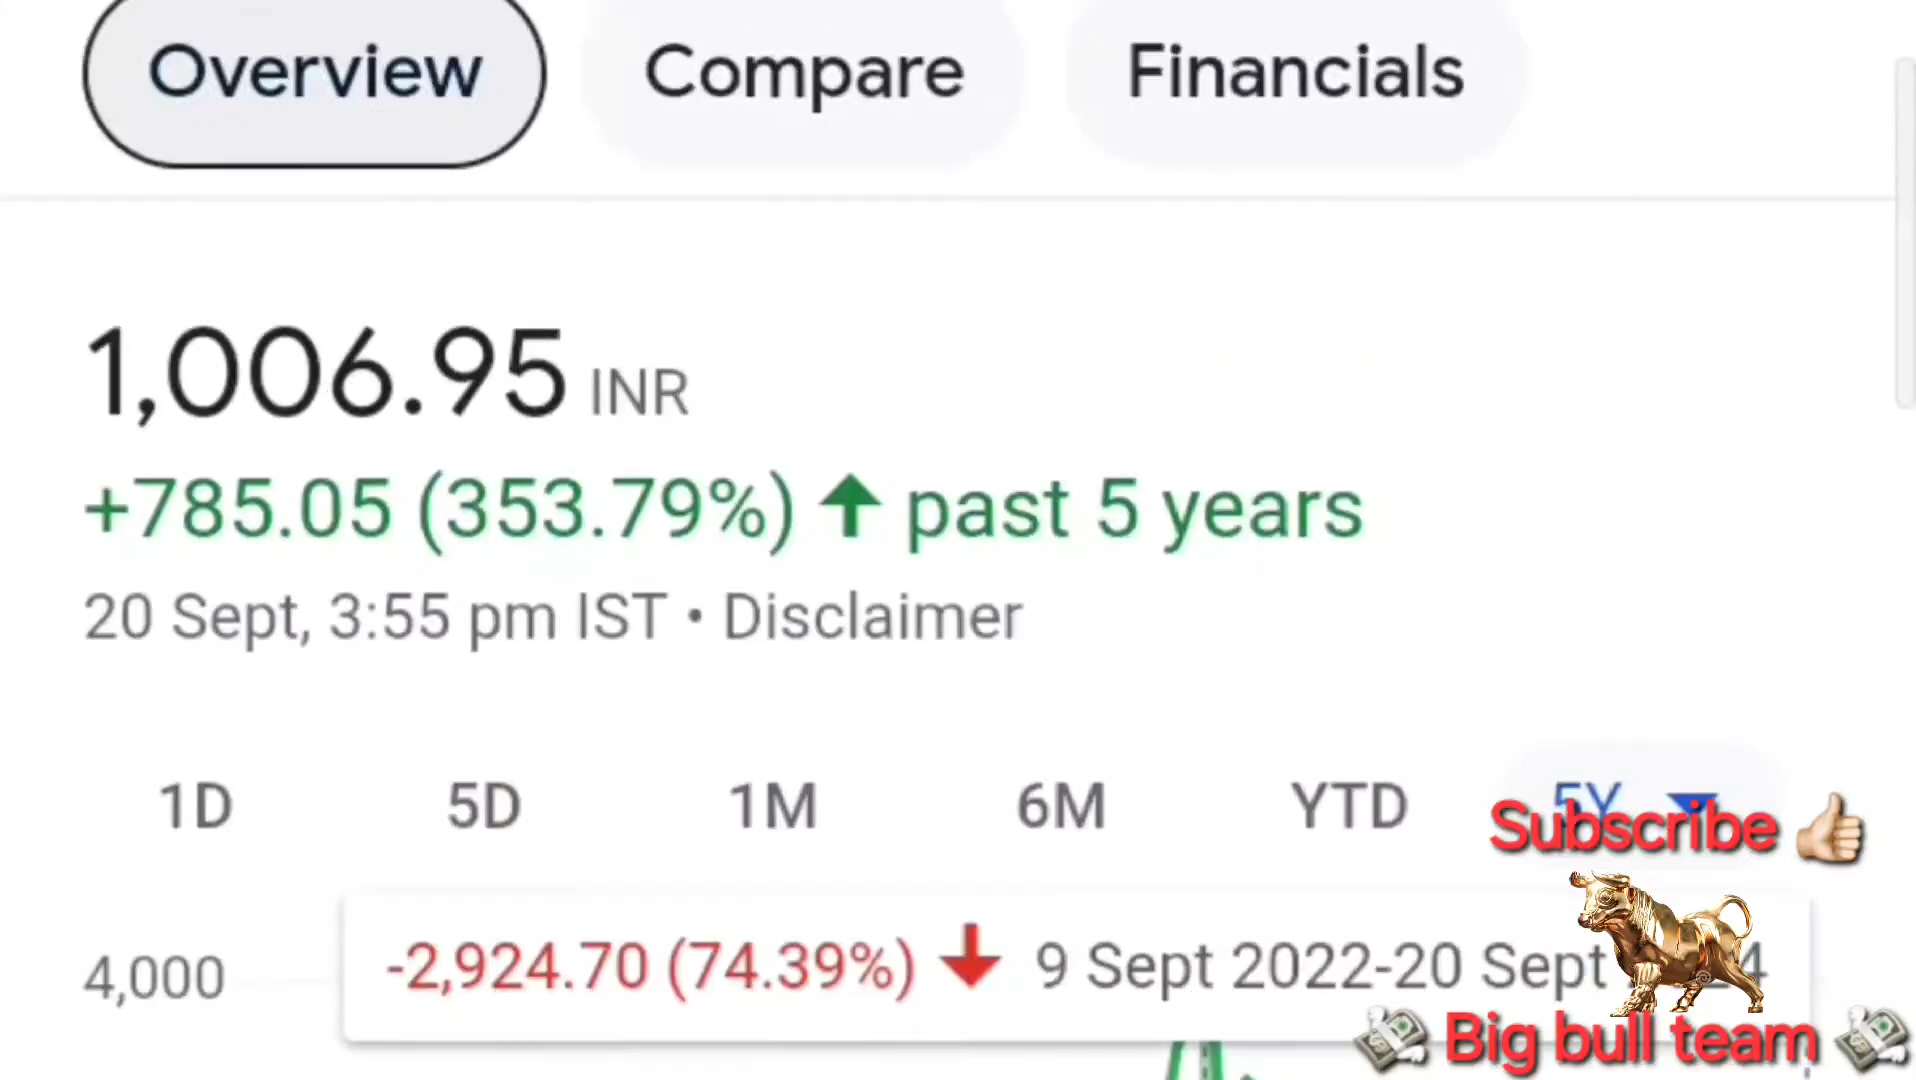 Overview Compare Financials
1,006.95 INR
+785.05 (353.79%) ↑ past 5 years
20 Sept, 3:55 pm IST • Disclaimer
1D 5D 1M 6M YTD 5Y
Subscribe 👍🏻
-2,924.70 (74.39%) ↓ 9 Sept 2022-20 Sept
4,000
💸 Big bull team 💸